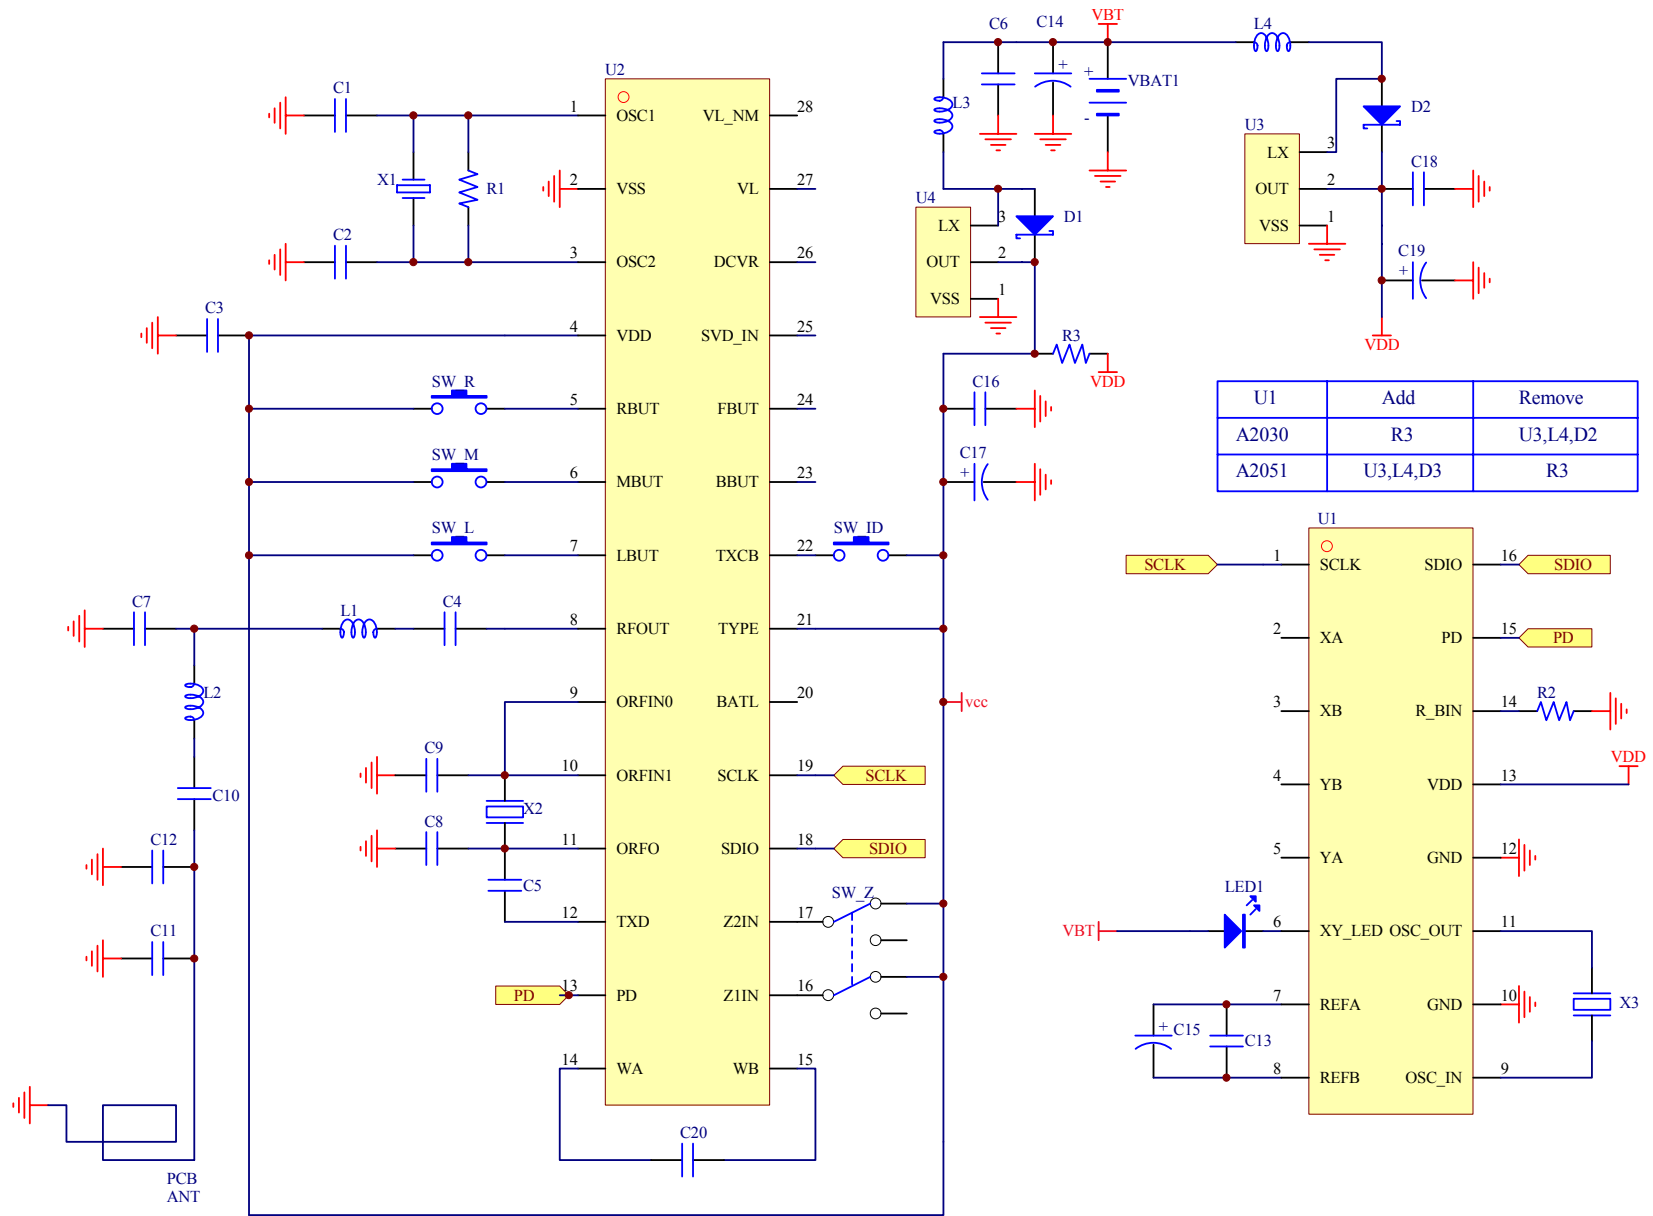 C6 C14 VBT L4
VBAT1
+
-
+
L3
D2
U3
3 LX
2 OUT
1 VSS
C18
C19
+
VDD
U4
3 LX
2 OUT
1 VSS
D1
R3
VDD
C16
C17
+
U1 Add Remove
A2030 R3 U3,L4,D2
A2051 U3,L4,D3 R3
U2
C1
1 OSC1 VL_NM 28
X1 R1
2 VSS VL 27
C2
3 OSC2 DCVR 26
C3
4 VDD SVD_IN 25
SW_R
5 RBUT FBUT 24
SW_M
6 MBUT BBUT 23
SW_L
7 LBUT TXCB 22
SW_ID
C7 L1 C4
8 RFOUT TYPE 21
L2
9 ORFIN0 BATL 20
vcc
C9
10 ORFIN1 SCLK 19 SCLK
C10
X2
C8
11 ORFO SDIO 18 SDIO
C12
C5
SW_Z
12 TXD Z2IN 17
C11
PD 13 PD Z1IN 16
14 WA WB 15
C20
PCB
ANT
U1
SCLK 1 SCLK SDIO 16 SDIO
2 XA PD 15 PD
3 XB R_BIN 14 R2
VDD
4 YB VDD 13
5 YA GND 12
LED1
VBT 6 XY_LED OSC_OUT 11
7 REFA GND 10 X3
+ C15 C13
8 REFB OSC_IN 9